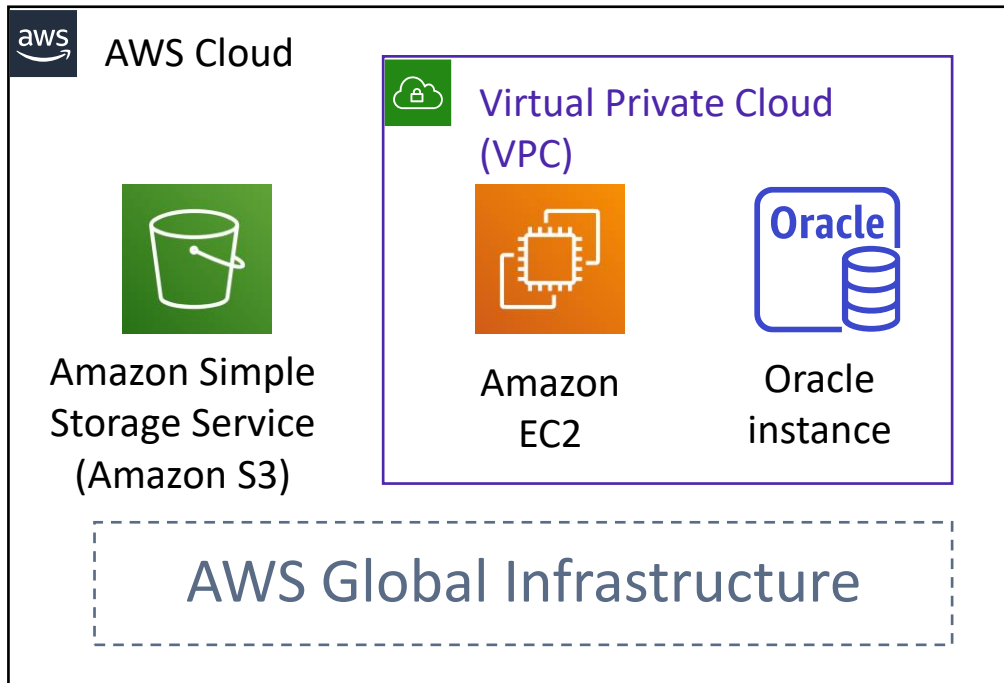 aws
AWS Cloud
Virtual Private Cloud
(VPC)
Oracle
Amazon Simple
Storage Service
(Amazon S3)
Amazon
EC2
Oracle
instance
AWS Global Infrastructure